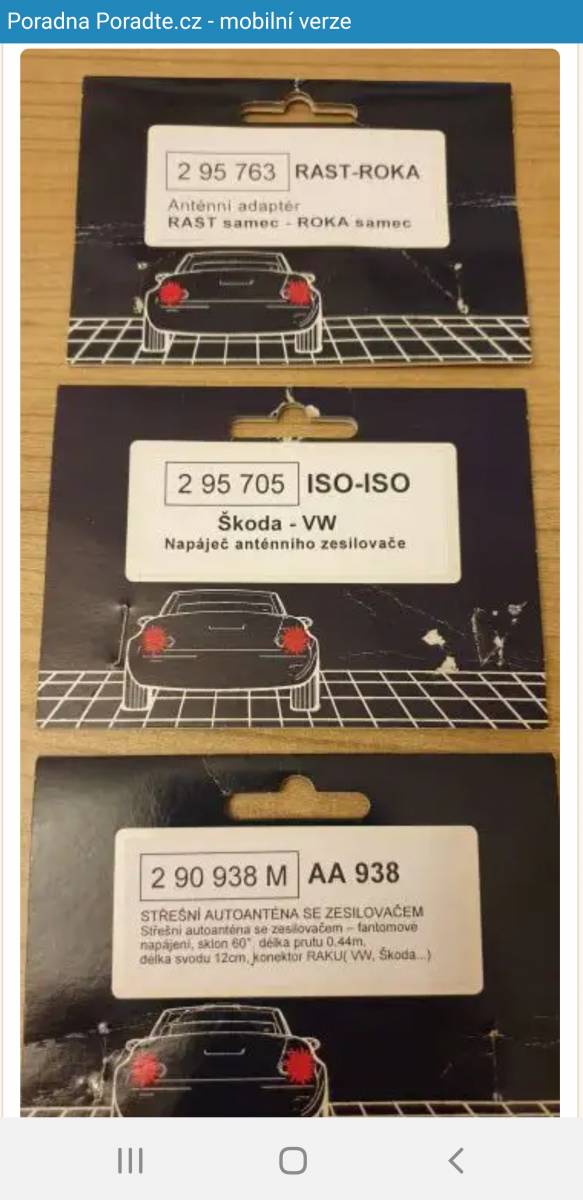 Poradna Poradte.cz - mobilní verze
2 95 763 RAST-ROKA
Anténní adaptér
RAST samec - ROKA samec
2 95 705 ISO-ISO
Škoda - VW
Napáječ anténního zesilovače
2 90 938 M AA 938
STŘEŠNÍ AUTOANTÉNA SE ZESILOVAČEM
Střešní autoanténa se zesilovačem – fantomové
napájení, sklon 60°, délka prutu 0.44m,
délka svodu 12cm, konektor RAKU( VW, Škoda...)